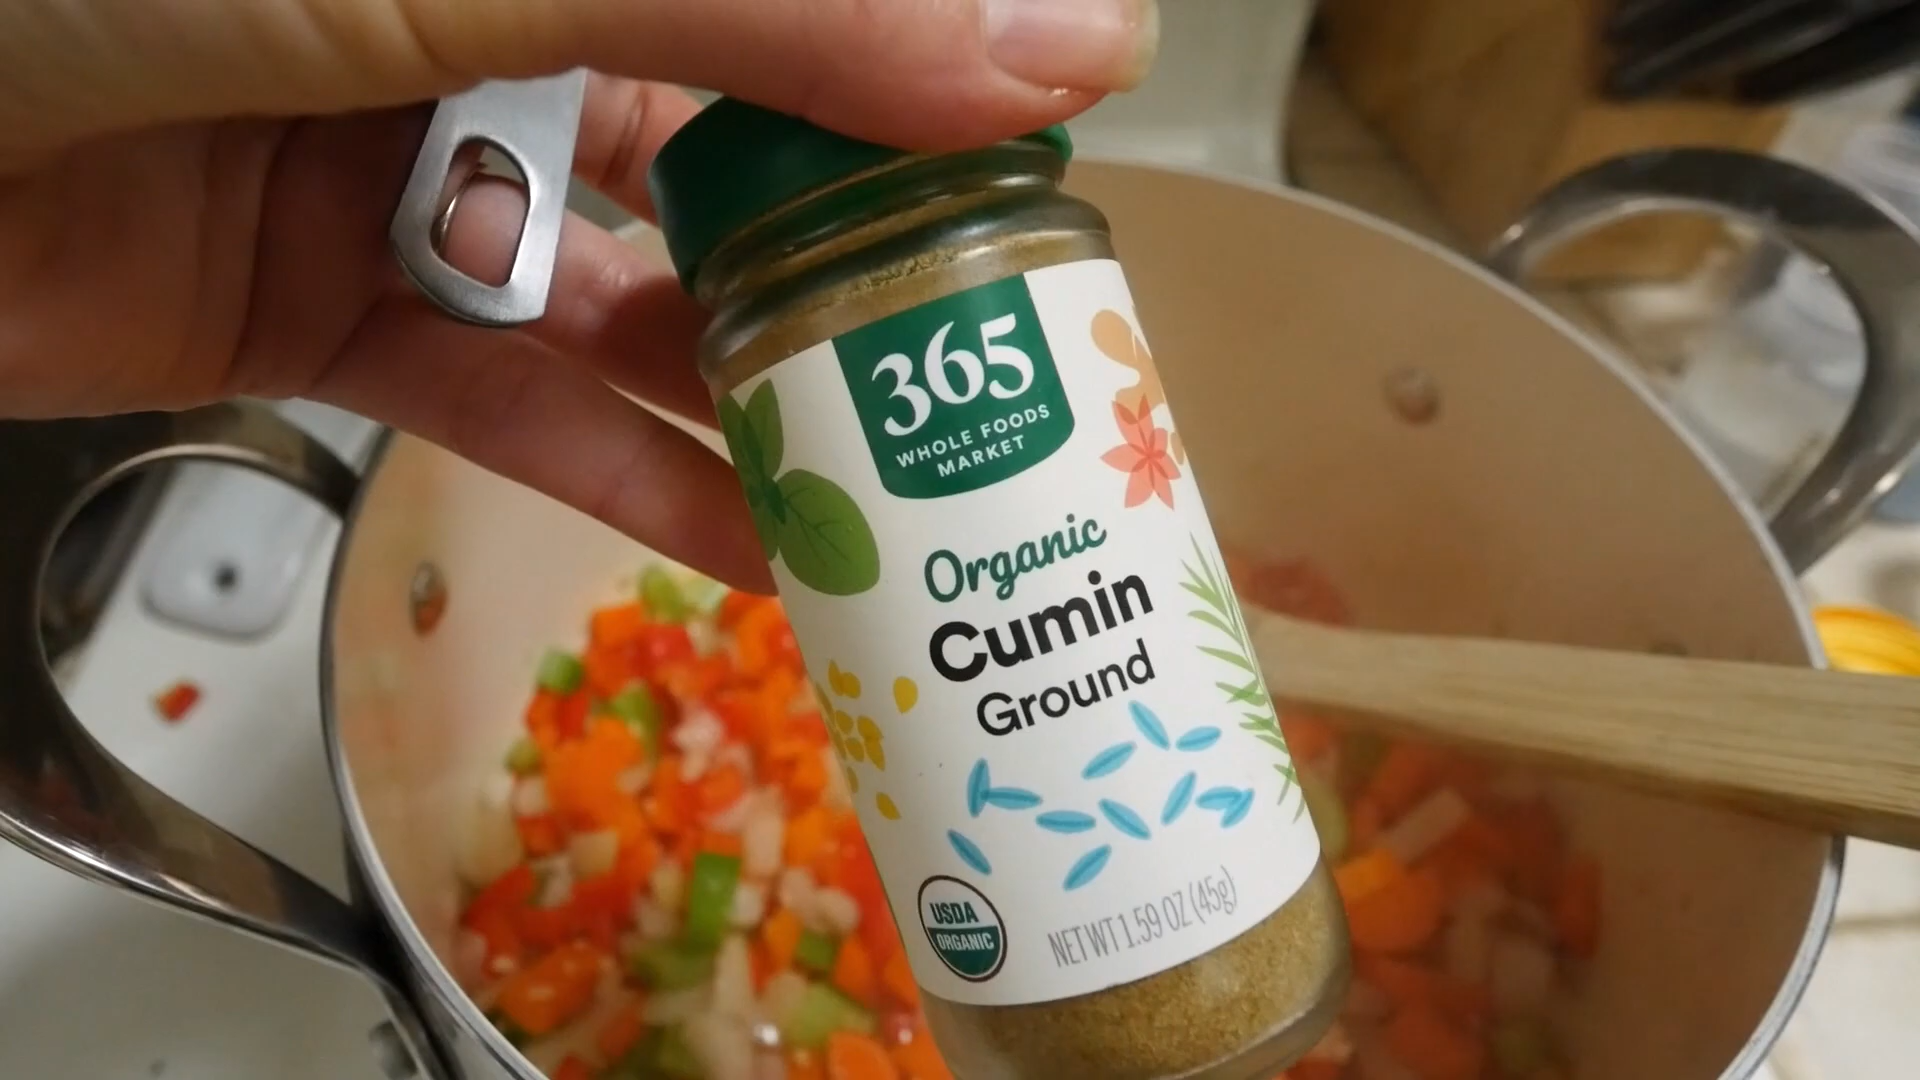 365
WHOLE FOODS
MARKET
Organic
Cumin
Ground
USDA
ORGANIC
NET WT 1.59 OZ (45g)